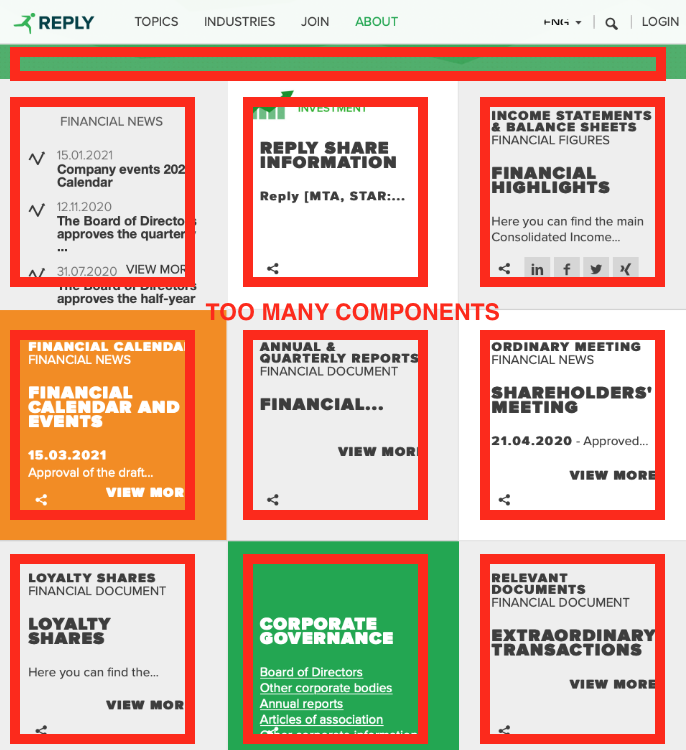 REPLY
TOPICS INDUSTRIES JOIN ABOUT ENG LOGIN
FINANCIAL NEWS
15.01.2021
Company events 202
Calendar
12.11.2020
The Board of Directors
approves the quarter
...
31.07.2020 VIEW MOR
The Board of Directors
approves the half-year
INVESTMENT
REPLY SHARE
INFORMATION
Reply [MTA, STAR:...
INCOME STATEMENTS
& BALANCE SHEETS
FINANCIAL FIGURES
FINANCIAL
HIGHLIGHTS
Here you can find the main
Consolidated Income...
TOO MANY COMPONENTS
FINANCIAL CALENDA
FINANCIAL NEWS
FINANCIAL
CALENDAR AND
EVENTS
15.03.2021
Approval of the draft...
VIEW MOR
ANNUAL &
QUARTERLY REPORTS
FINANCIAL DOCUMENT
FINANCIAL...
VIEW MORE
ORDINARY MEETING
FINANCIAL NEWS
SHAREHOLDERS'
MEETING
21.04.2020 - Approved...
VIEW MORE
LOYALTY SHARES
FINANCIAL DOCUMENT
LOYALTY
SHARES
Here you can find the...
VIEW MOR
CORPORATE
GOVERNANCE
Board of Directors
Other corporate bodies
Annual reports
Articles of association
Other corporate information
RELEVANT
DOCUMENTS
FINANCIAL DOCUMENT
EXTRAORDINARY
TRANSACTIONS
VIEW MORE